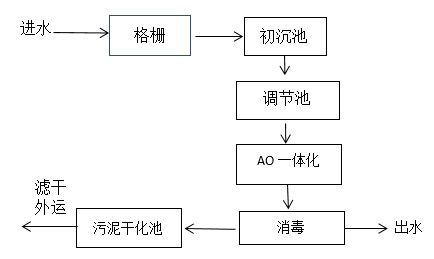 进水
格栅
初沉池
调节池
AO 一体化
消毒
出水
污泥干化池
滤干
外运